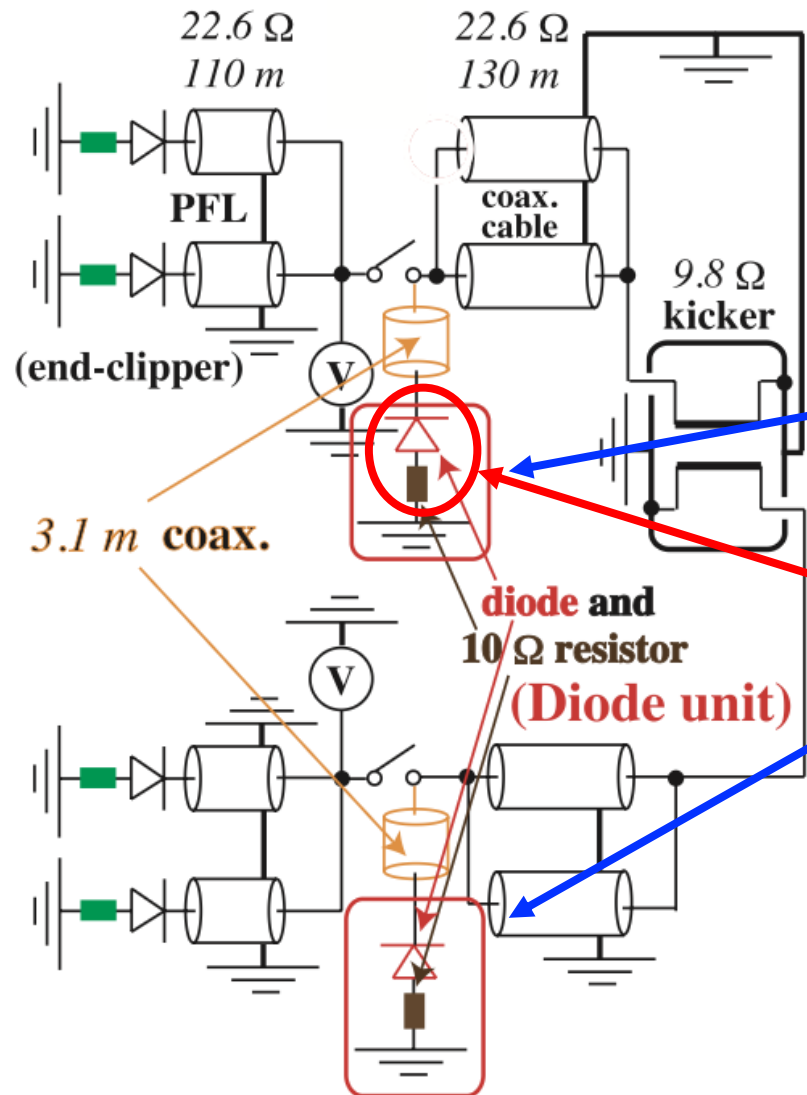 22.6 Ω
110 m
22.6 Ω
130 m
PFL
coax.
cable
9.8 Ω
kicker
(end-clipper)
V
3.1 m coax.
diode and
10 Ω resistor
(Diode unit)
V